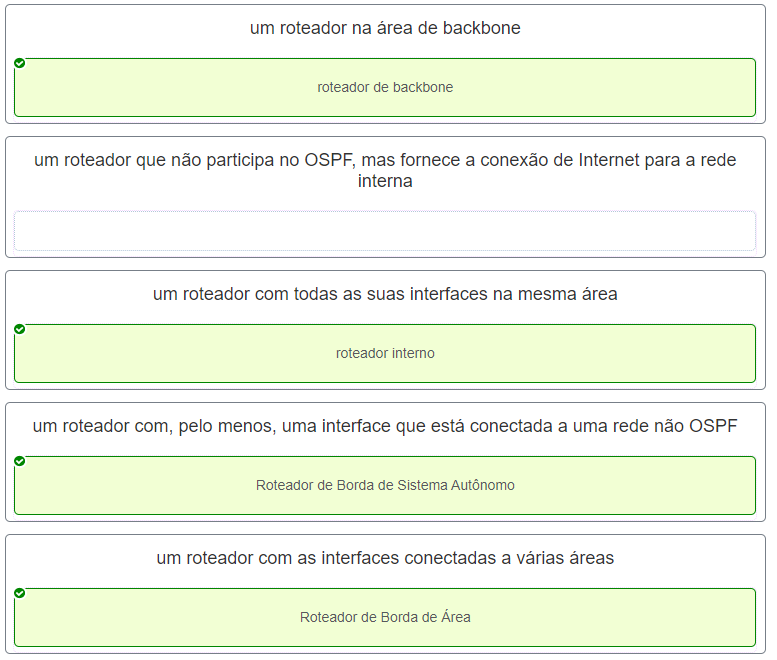 um roteador na área de backbone
roteador de backbone
um roteador que não participa no OSPF, mas fornece a conexão de Internet para a rede
interna
um roteador com todas as suas interfaces na mesma área
roteador interno
um roteador com, pelo menos, uma interface que está conectada a uma rede não OSPF
Roteador de Borda de Sistema Autônomo
um roteador com as interfaces conectadas a várias áreas
Roteador de Borda de Área